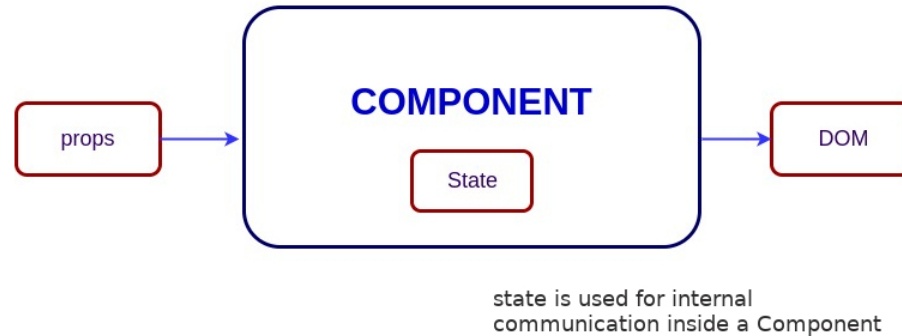 COMPONENT
props
State
DOM
state is used for internal
communication inside a Component